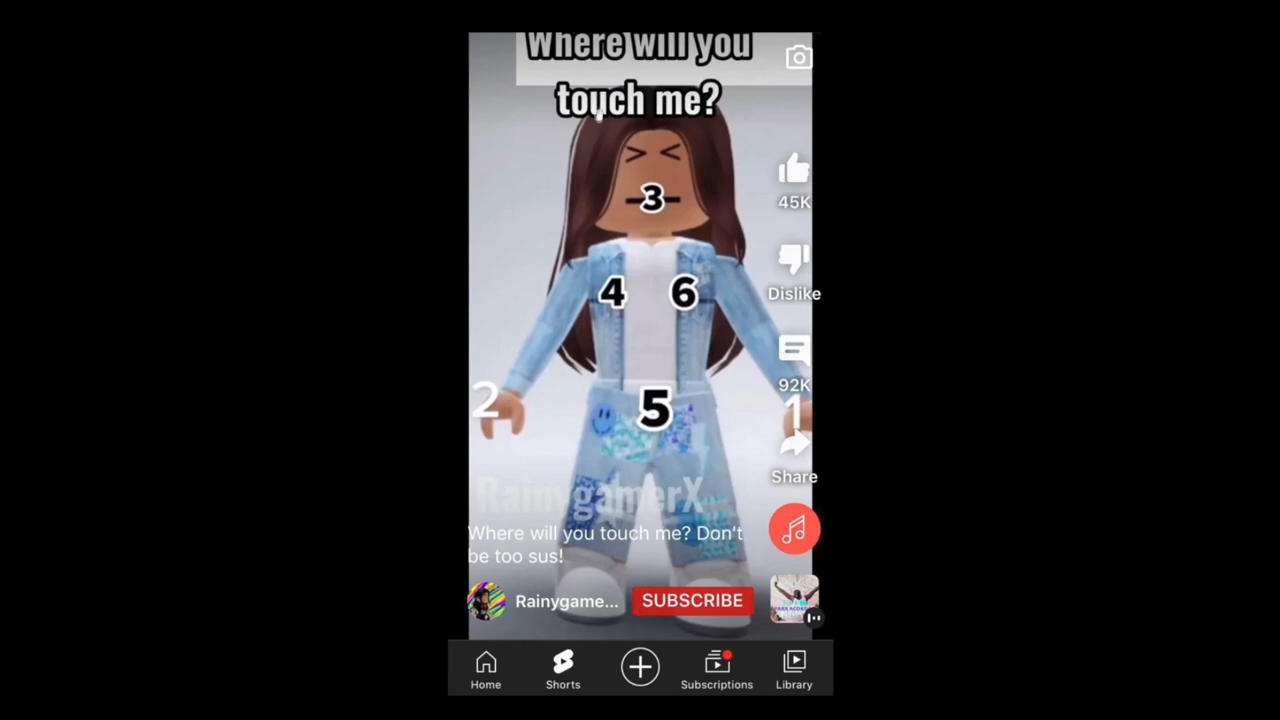 Where will you
touch me?
3
45K
4
6
Dislike
92K
2
1
5
Share
RainygamerX
Where will you touch me? Don't
be too sus!
Rainygame... SUBSCRIBE
Home
Shorts
Subscriptions
Library